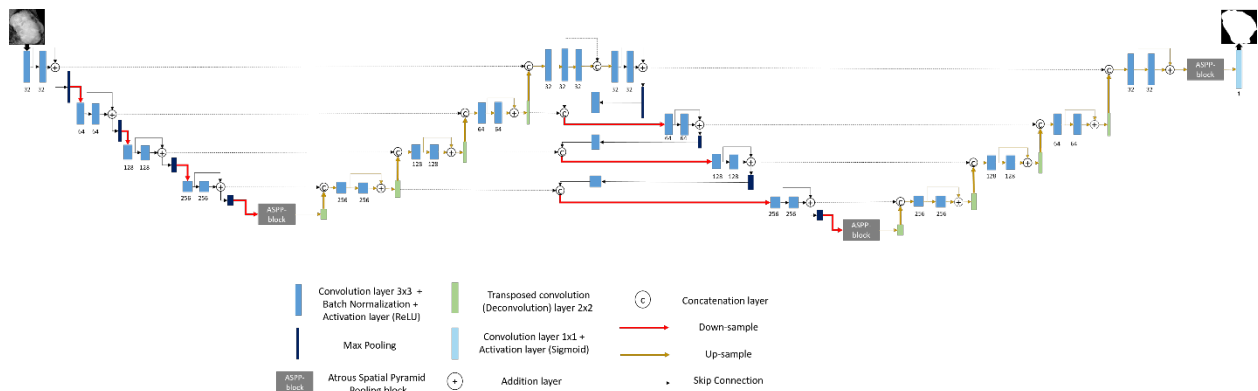 ASPP-
block
32 32
32 32 32 32 32
32 32
1
64 64
64 64
64 64
64 64
128 128
128 128
128 128
128 128
256 256
256 256
256 256
256 256
ASPP-
block
ASPP-
block
Convolution layer 3x3 +
Batch Normalization +
Activation layer (ReLU)
Transposed convolution
(Deconvolution) layer 2x2
C
Concatenation layer
Max Pooling
Convolution layer 1x1 +
Activation layer (Sigmoid)
Down-sample
Up-sample
ASPP-
block
Atrous Spatial Pyramid
Pooling block
+
Addition layer
Skip Connection